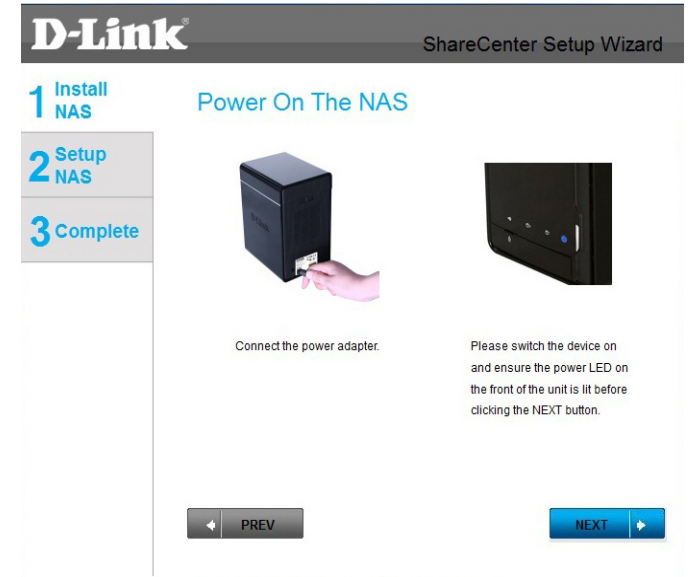 D-Link®
ShareCenter Setup Wizard
1 Install
NAS
2 Setup
NAS
3 Complete
Power On The NAS
D-Link
Connect the power adapter.
Please switch the device on
and ensure the power LED on
the front of the unit is lit before
clicking the NEXT button.
PREV
NEXT